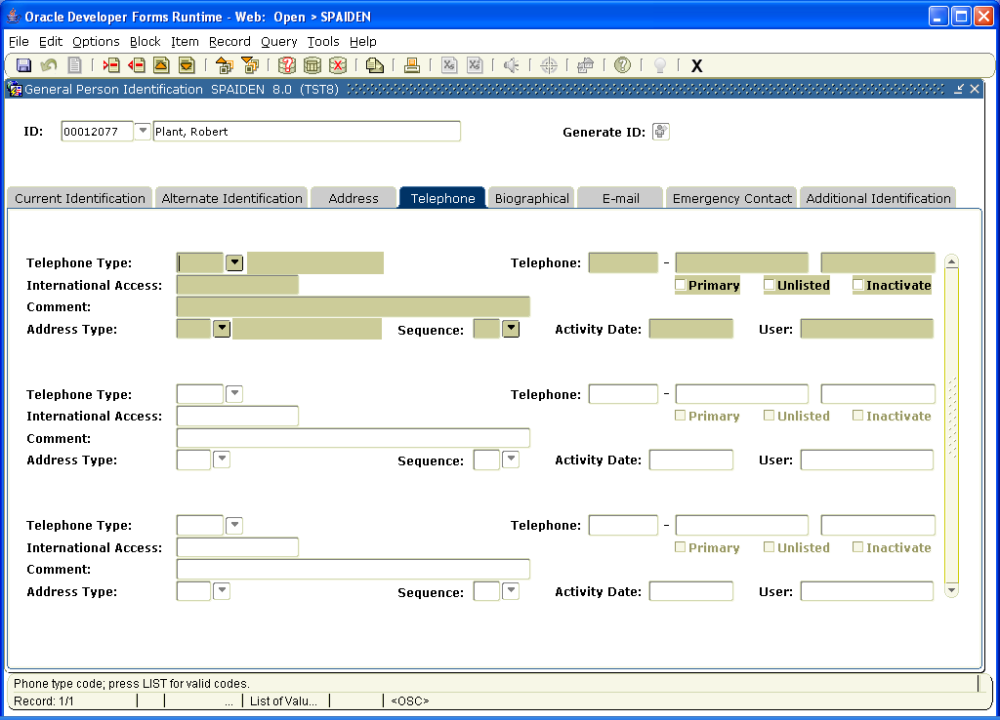 Oracle Developer Forms Runtime - Web: Open > SPAIDEN
File Edit Options Block Item Record Query Tools Help
X
General Person Identification SPAIDEN 8.0 (TST8)
ID: 00012077 Plant, Robert Generate ID:
Current Identification Alternate Identification Address Telephone Biographical E-mail Emergency Contact Additional Identification
Telephone Type: Telephone: -
International Access: Primary Unlisted Inactivate
Comment:
Address Type: Sequence: Activity Date: User:
Telephone Type: Telephone: -
International Access: Primary Unlisted Inactivate
Comment:
Address Type: Sequence: Activity Date: User:
Telephone Type: Telephone: -
International Access: Primary Unlisted Inactivate
Comment:
Address Type: Sequence: Activity Date: User:
Phone type code; press LIST for valid codes.
Record: 1/1 ... List of Valu... <OSC>